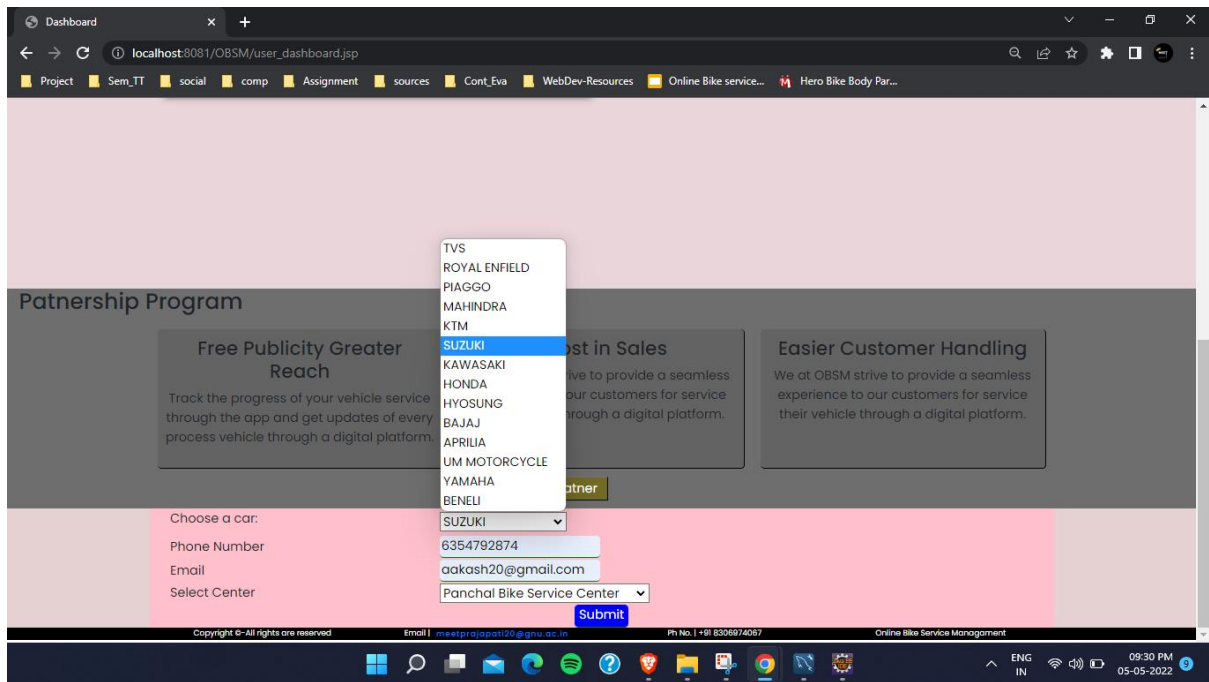 Dashboard
localhost:8081/OBSM/user_dashboard.jsp
Project Sem_TT social comp Assignment sources Cont_Eva WebDev-Resources Online Bike service... Hero Bike Body Par...
Patnership Program
Free Publicity Greater
Reach
Track the progress of your vehicle service
through the app and get updates of every
process vehicle through a digital platform.
st in Sales
to provide a seamless
our customers for service
rough a digital platform.
Easier Customer Handling
We at OBSM strive to provide a seamless
experience to our customers for service
their vehicle through a digital platform.
TVS
ROYAL ENFIELD
PIAGGO
MAHINDRA
KTM
SUZUKI
KAWASAKI
HONDA
HYOSUNG
BAJAJ
APRILIA
UM MOTORCYCLE
YAMAHA
BENELI
atner
Choose a car: SUZUKI
Phone Number 6354792874
Email aakash20@gmail.com
Select Center Panchal Bike Service Center
Submit
Copyright ©-All rights are reserved Email | meetprajapati20@gnu.ac.in Ph No. | +91 8306974067 Online Bike Service Managament
ENG
IN
09:30 PM
05-05-2022
9